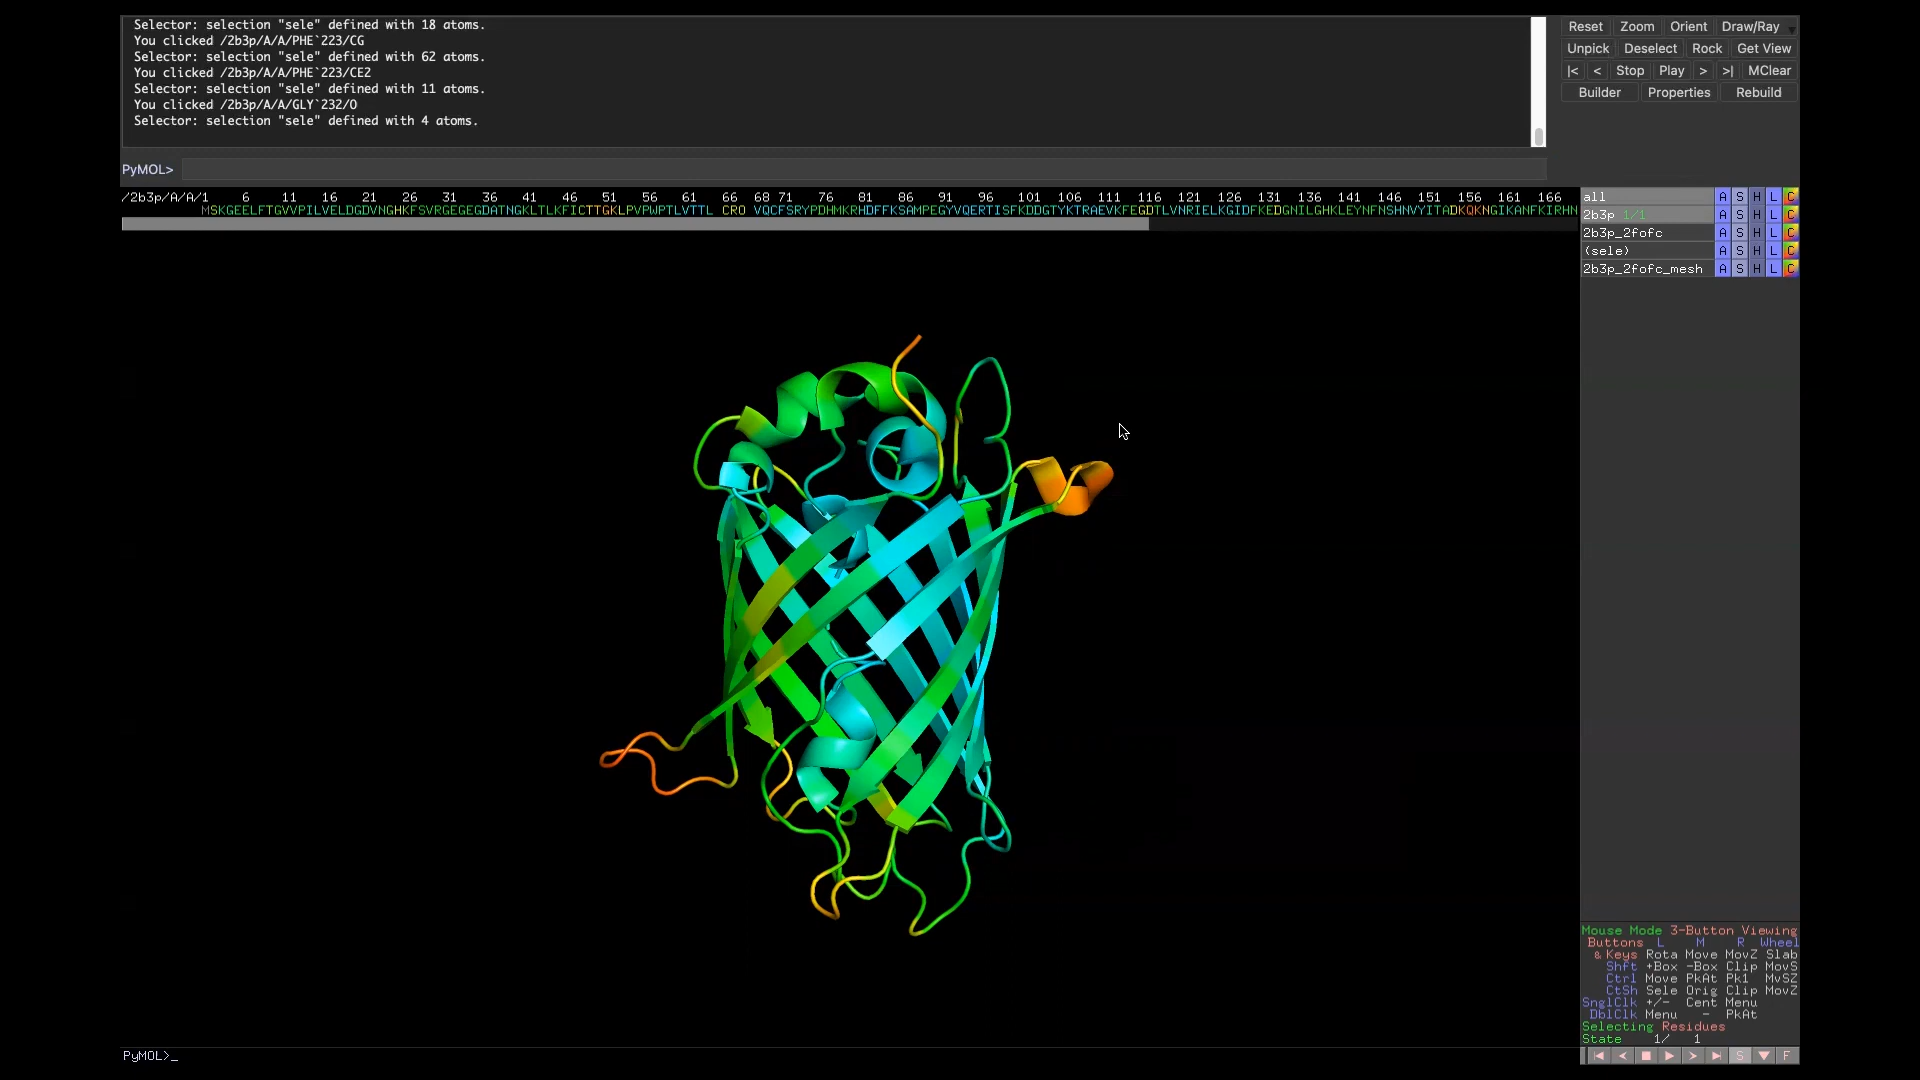 Selector: selection "sele" defined with 18 atoms.
You clicked /2b3p/A/A/PHE`223/CG
Selector: selection "sele" defined with 62 atoms.
You clicked /2b3p/A/A/PHE`223/CE2
Selector: selection "sele" defined with 11 atoms.
You clicked /2b3p/A/A/GLY`232/O
Selector: selection "sele" defined with 4 atoms.
PyMOL>
Reset Zoom Orient Draw/Ray
Unpick Deselect Rock Get View
|< < Stop Play > >| MClear
Builder Properties Rebuild
/2b3p/A/A/1 6 11 16 21 26 31 36 41 46 51 56 61 66 68 71 76 81 86 91 96 101 106 111 116 121 126 131 136 141 146 151 156 161 166
MSKGEELFTGVVPILVELDGDVNGHKFSVRGEGEGDATNGKLTLKFICTTGKLPVPWPTLVTTL CRO VQCFSRYPDHMKRHDFFKSAMPEGYVQERTISFKDDGTYKTRAEVKFEGDTLVNRIELKGIDFKEDGNILGHKLEYNFNSHNVYITADKQKNGIKANFKIRHN
all A S H L C
2b3p 1/1 A S H L C
2b3p_2fofc A S H L C
(sele) A S H L C
2b3p_2fofc_mesh A S H L C
Mouse Mode 3-Button Viewing
Buttons L M R Wheel
& Keys Rota Move MovZ Slab
Shft +Box -Box Clip MovS
Ctrl Move PkAt Pk1 MvSZ
CtSh Sele Orig Clip MovZ
SnglClk +/- Cent Menu
DblClk Menu - PkAt
Selecting Residues
State 1/ 1
S F
PyMOL>_